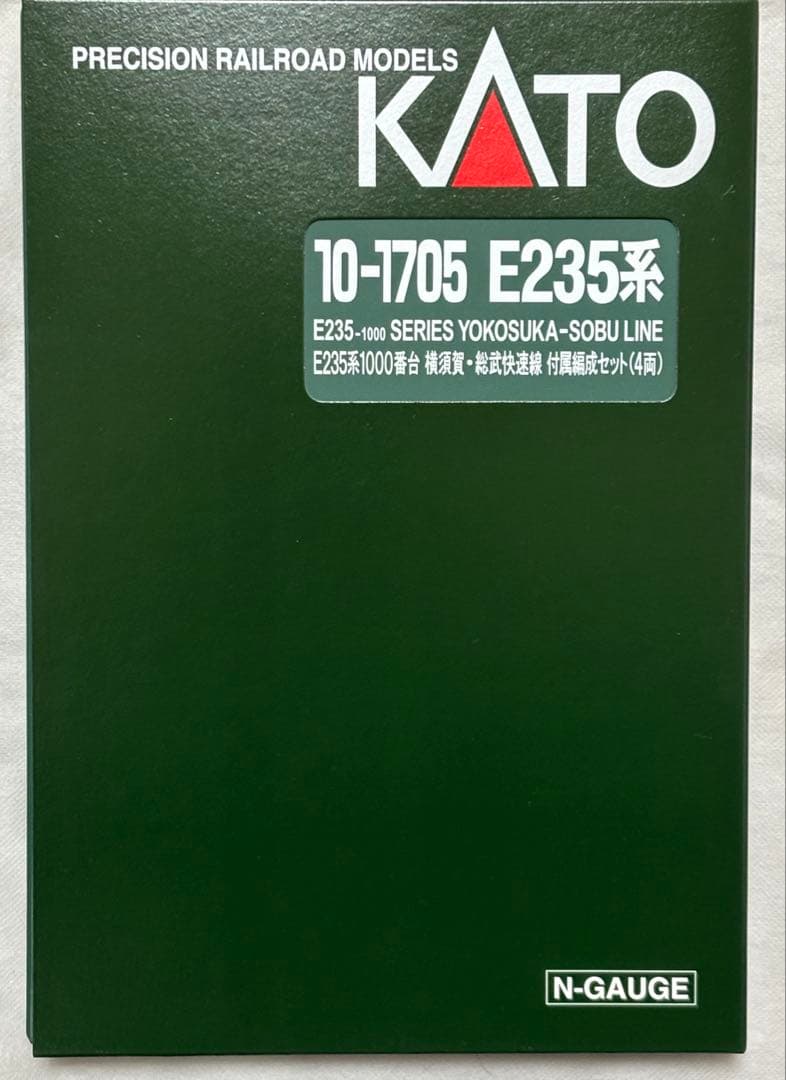 PRECISION RAILROAD MODELS
KATO
10-1705 E235系
E235-1000 SERIES YOKOSUKA-SOBU LINE
E235系1000番台 横須賀・総武快速線 付属編成セット(4両)
N-GAUGE